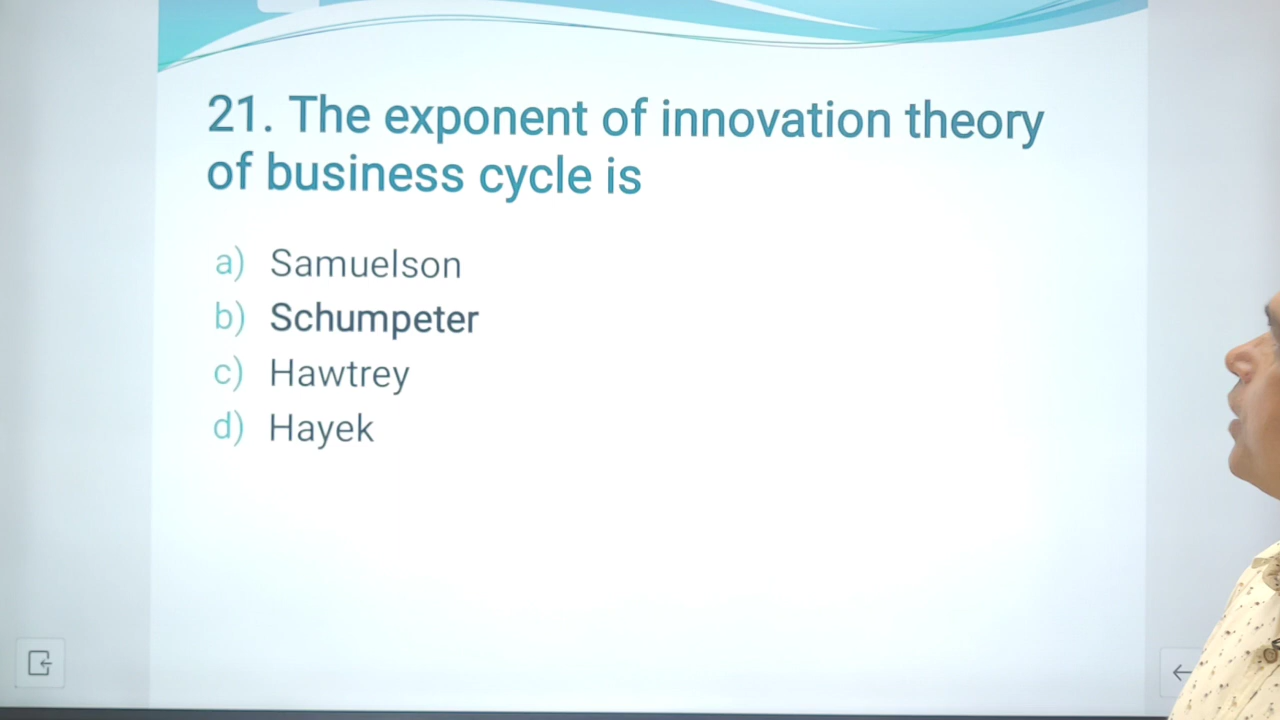 21. The exponent of innovation theory
of business cycle is
a) Samuelson
b) Schumpeter
c) Hawtrey
d) Hayek